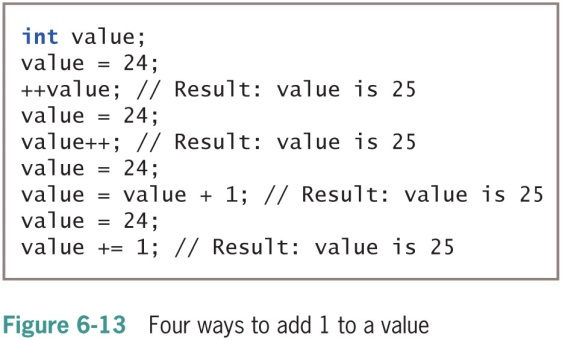 int value;
value = 24;
++value; // Result: value is 25
value = 24;
value++; // Result: value is 25
value = 24;
value = value + 1; // Result: value is 25
value = 24;
value += 1; // Result: value is 25
Figure 6-13 Four ways to add 1 to a value